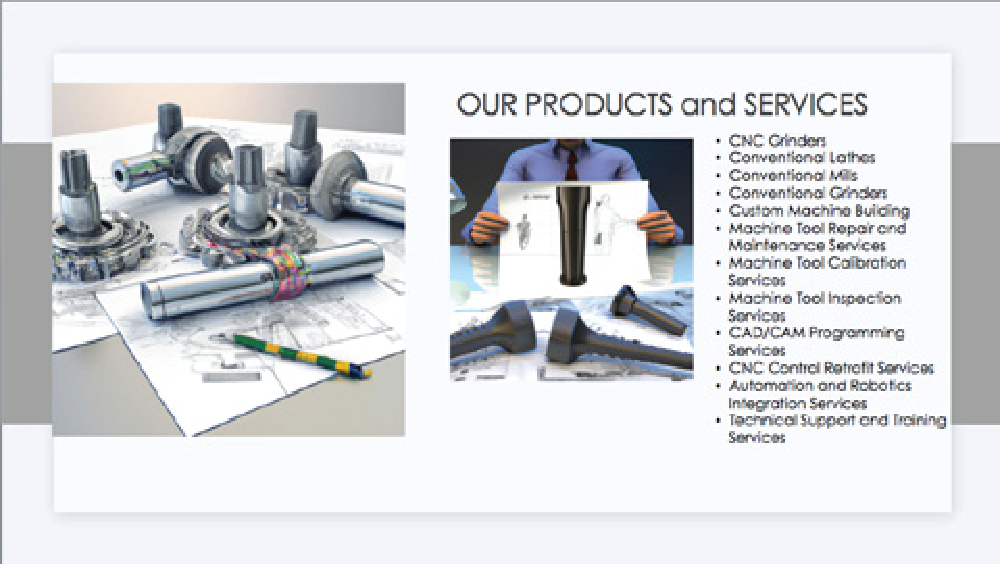 OUR PRODUCTS and SERVICES
• CNC Grinders
• Conventional Lathes
• Conventional Mills
• Conventional Grinders
• Custom Machine Building
• Machine Tool Repair and
Maintenance Services
• Machine Tool Calibration
Services
• Machine Tool Inspection
Services
• CAD/CAM Programming
Services
• CNC Control Retrofit Services
• Automation and Robotics
Integration Services
• Technical Support and Training
Services